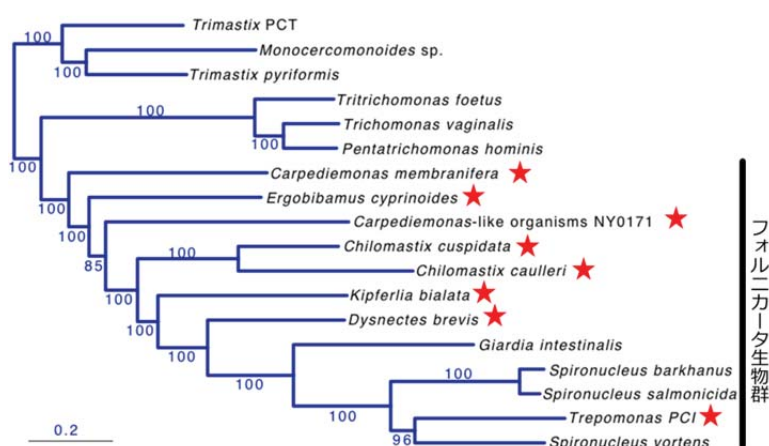 Trimastix PCT
100
Monocercomonoides sp.
100
Trimastix pyriformis
Tritrichomonas foetus
100
Trichomonas vaginalis
100
Pentatrichomonas hominis
100
Carpediemonas membranifera
Ergobibamus cyprinoides
100
Carpediemonas-like organisms NY0171
100
Chilomastix cuspidata
100
85
Chilomastix caulleri
Kipferlia bialata
100
Dysnectes brevis
100
Giardia intestinalis
100
Spironucleus barkhanus
100
100
Spironucleus salmonicida
Trepomonas PCI
100
0.2
96
Spironucleus vortens
フォルニカータ生物群